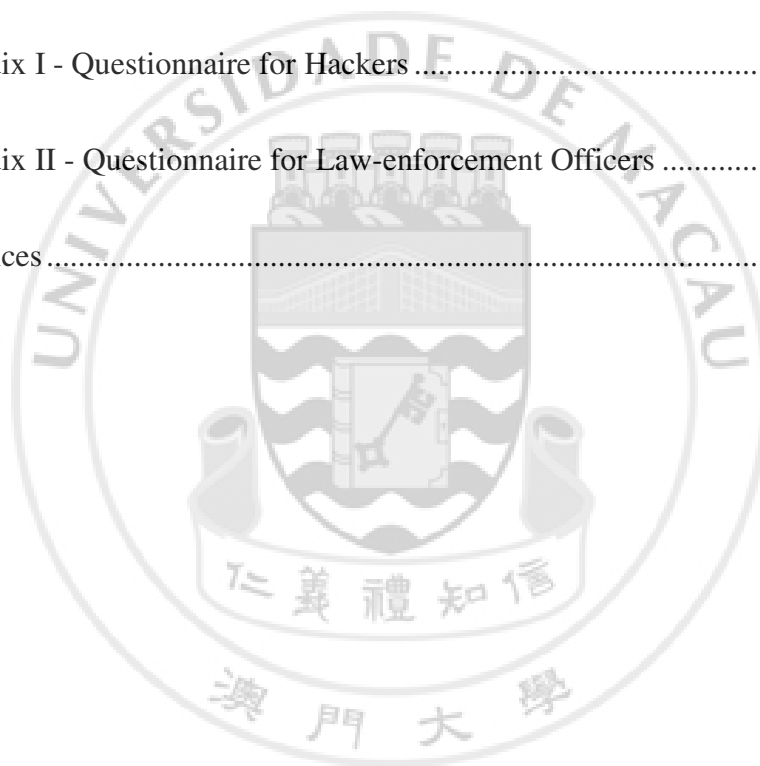 ix I - Questionnaire for Hackers ........................................
ix II - Questionnaire for Law-enforcement Officers ............
ces ..........................................................................................
UNIVERSIDADE DE MACAU
仁義禮知信
澳門大學